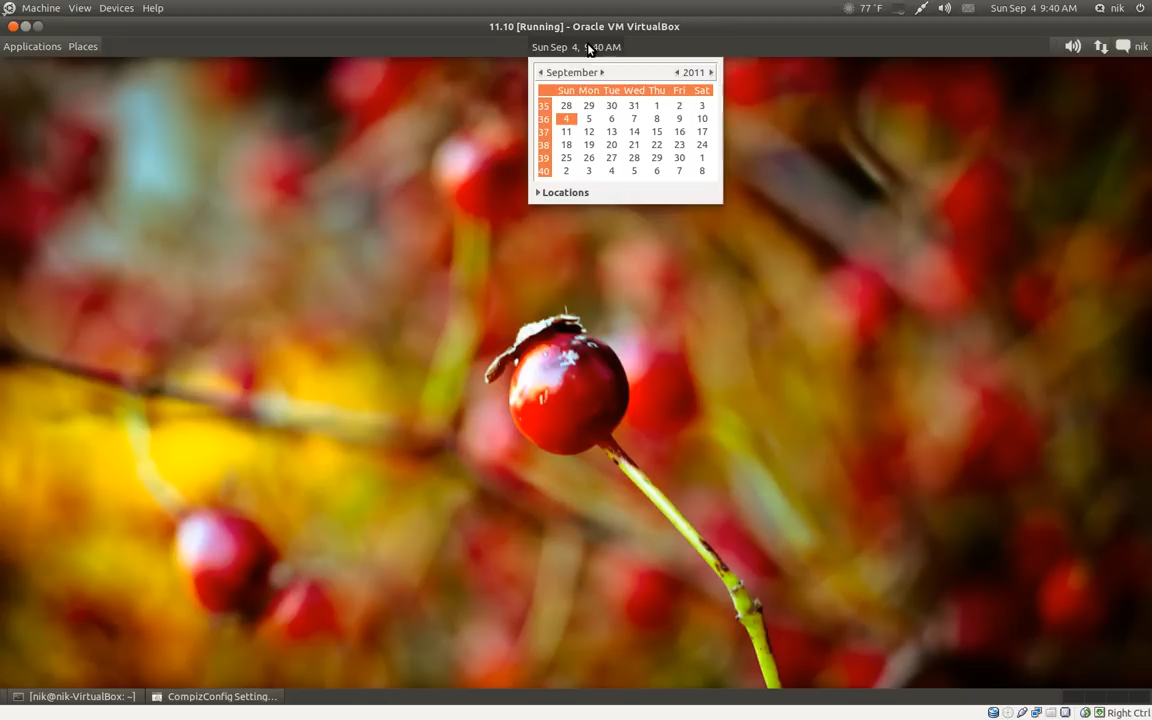 Machine View Devices Help 77 °F Sun Sep 4 9:40 AM nik
11.10 [Running] - Oracle VM VirtualBox
Applications Places Sun Sep 4, 9:40 AM nik
September 2011
Sun Mon Tue Wed Thu Fri Sat
35 28 29 30 31 1 2 3
36 4 5 6 7 8 9 10
37 11 12 13 14 15 16 17
38 18 19 20 21 22 23 24
39 25 26 27 28 29 30 1
40 2 3 4 5 6 7 8
Locations
[nik@nik-VirtualBox: ~] CompizConfig Setting...
Right Ctrl